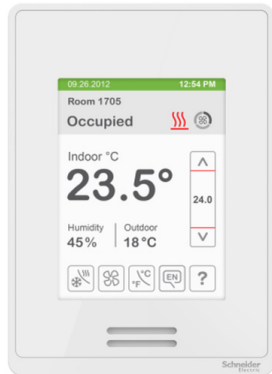 09.26.2012 12:54 PM
Room 1705
Occupied
Indoor °C
23.5°
24.0
Humidity Outdoor
45% 18°C
°F °C EN ?
Schneider
Electric